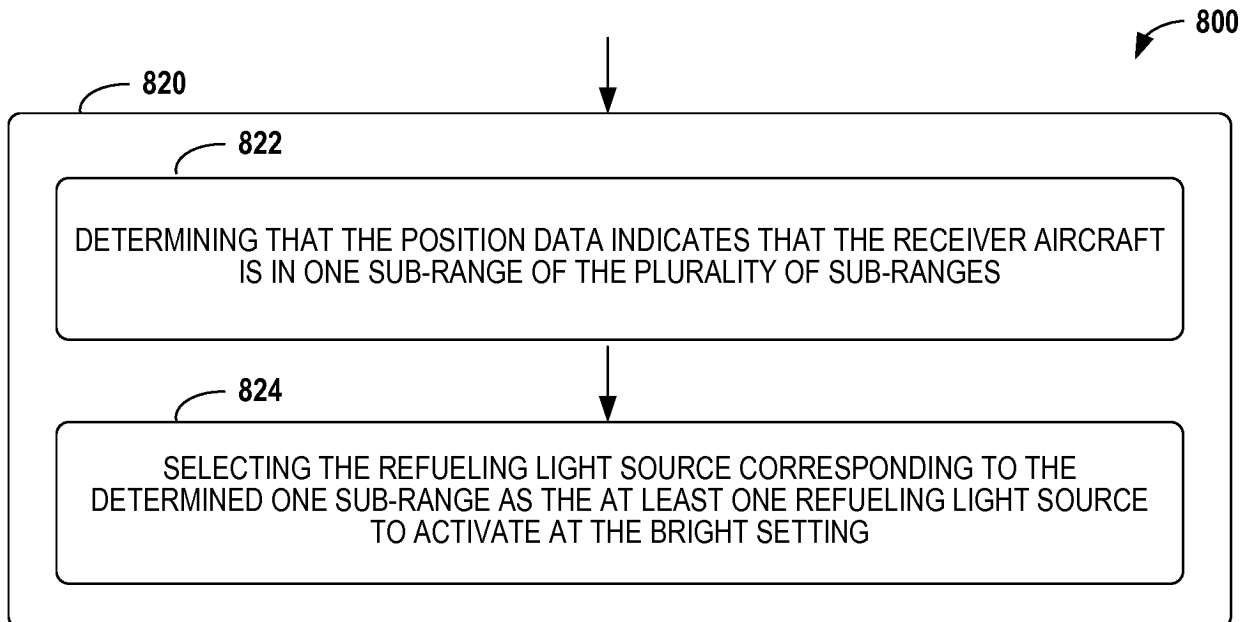 800
820
822
DETERMINING THAT THE POSITION DATA INDICATES THAT THE RECEIVER AIRCRAFT
IS IN ONE SUB-RANGE OF THE PLURALITY OF SUB-RANGES
824
SELECTING THE REFUELING LIGHT SOURCE CORRESPONDING TO THE
DETERMINED ONE SUB-RANGE AS THE AT LEAST ONE REFUELING LIGHT SOURCE
TO ACTIVATE AT THE BRIGHT SETTING